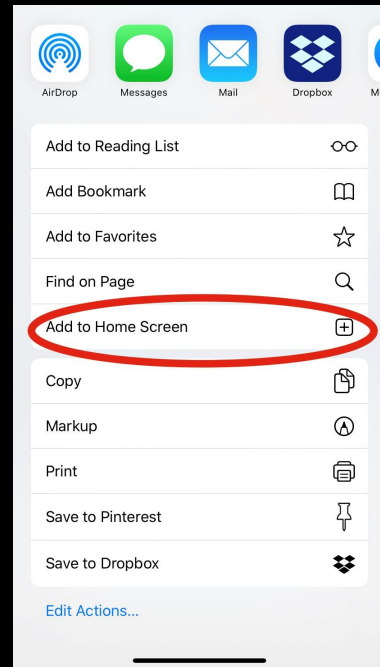 AirDrop
Messages
Mail
Dropbox
M
Add to Reading List
Add Bookmark
Add to Favorites
Find on Page
Add to Home Screen
Copy
Markup
Print
Save to Pinterest
Save to Dropbox
Edit Actions...